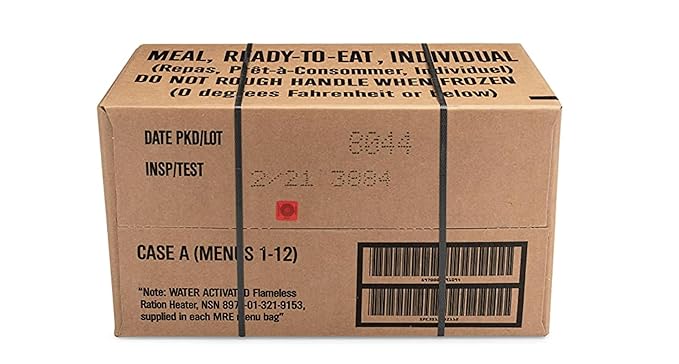 MEAL, READY-TO-EAT, INDIVIDUAL
(Repas, Prêt-à-Consommer, Individuel)
DO NOT ROUGH HANDLE WHEN FROZEN
(0 degrees Fahrenheit or below)
DATE PKD/LOT 8044
INSP/TEST 2/21 3884
CASE A (MENUS 1-12)
"Note: WATER ACTIVATED Flameless
Ration Heater, NSN 8970-01-321-9153,
supplied in each MRE menu bag"